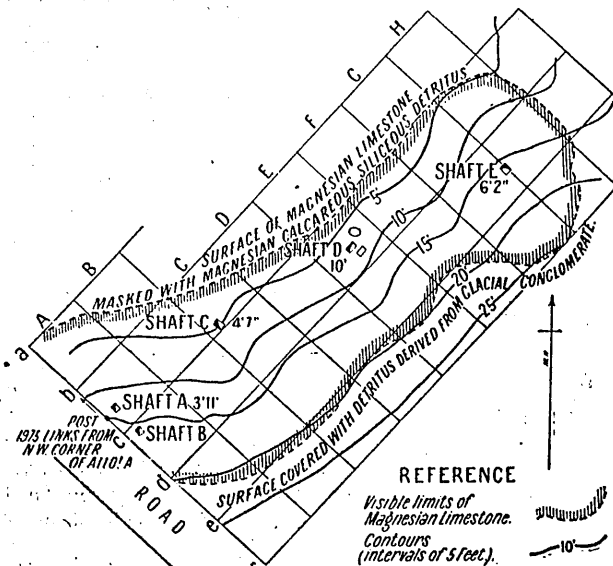 H
C
F
E
D
C
B
A
a
b
c
d
e
SURFACE OF MAGNESIAN LIMESTONE
MASKED WITH MAGNESIAN CALCAREOUS SILICEOUS DETRITUS
SHAFT E
6'2"
5'
10'
15'
20'
25'
SHAFT D
10'
SHAFT C 4'7"
SHAFT A 3'11"
SHAFT B
POST
1975 LINKS FROM
N.W. CORNER
OF A1101A
ROAD
SURFACE COVERED WITH DETRITUS DERIVED FROM GLACIAL CONGLOMERATE.
REFERENCE
Visible limits of
Magnesian Limestone.
Contours
(intervals of 5 feet).
10'